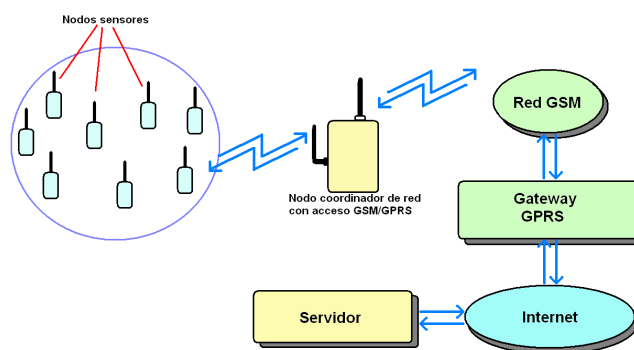 Nodos sensores
Red GSM
Nodo coordinador de red
con acceso GSM/GPRS
Gateway
GPRS
Servidor
Internet